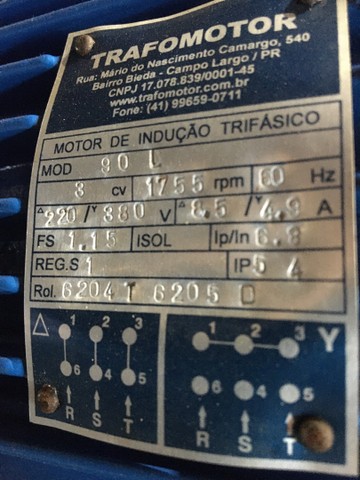 TRAFOMOTOR
Rua: Mário do Nascimento Camargo, 540
Bairro Bieda - Campo Largo / PR
CNPJ 17.078.839/0001-45
www.trafomotor.com.br
Fone: (41) 99659-0711
MOTOR DE INDUÇÃO TRIFÁSICO
MOD 90 L
3 cv 1755 rpm 60 Hz
Δ 220/Y 380 V Δ 8.5 /Y 4.9 A
FS 1.15 ISOL Ip/In 6.8
REG.S 1 IP 5 4
Rol. 6204 T 6205 D
Δ 1 2 3 1 2 3 Y
6 4 5 6 4 5
R S T R S T